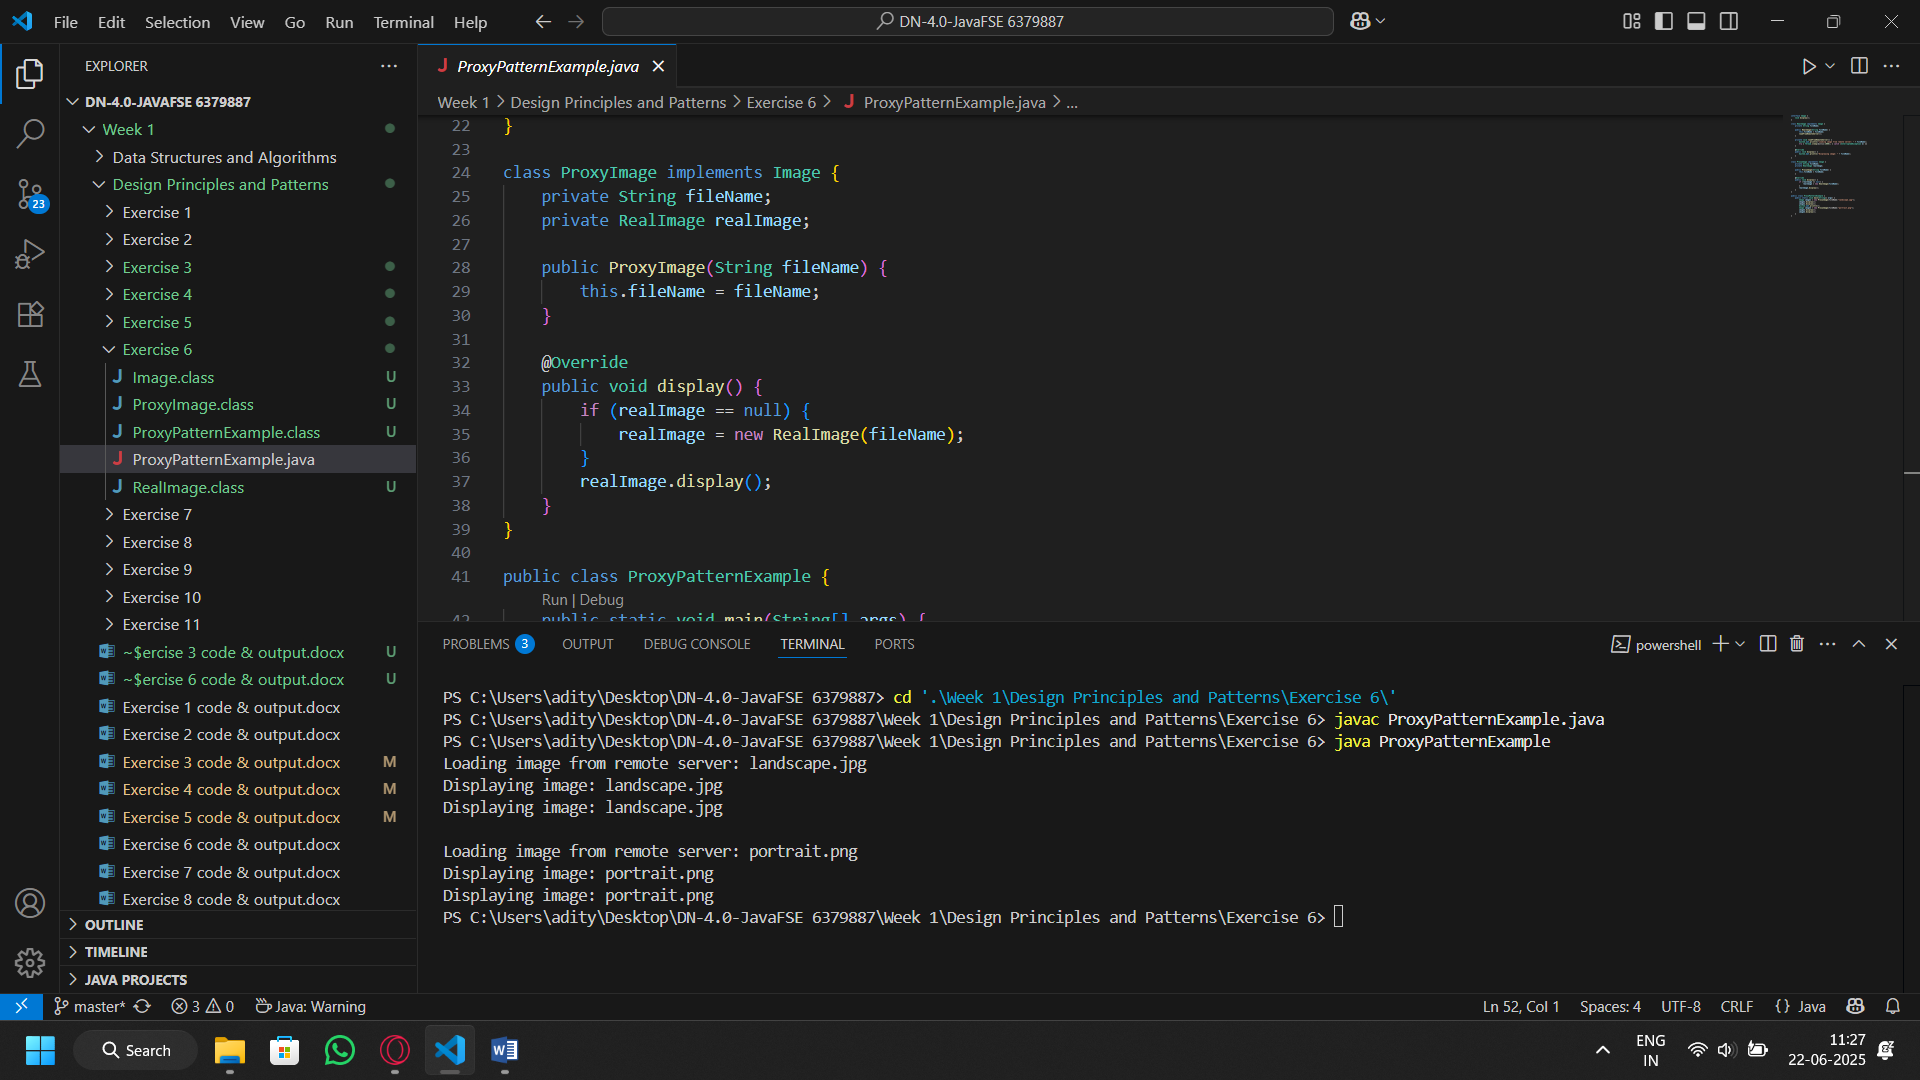 File Edit Selection View Go Run Terminal Help
DN-4.0-JavaFSE 6379887
EXPLORER
DN-4.0-JAVAFSE 6379887
Week 1
Data Structures and Algorithms
Design Principles and Patterns
Exercise 1
Exercise 2
Exercise 3
Exercise 4
Exercise 5
Exercise 6
Image.class U
ProxyImage.class U
ProxyPatternExample.class U
ProxyPatternExample.java
RealImage.class U
Exercise 7
Exercise 8
Exercise 9
Exercise 10
Exercise 11
~$ercise 3 code & output.docx U
~$ercise 6 code & output.docx U
Exercise 1 code & output.docx
Exercise 2 code & output.docx
Exercise 3 code & output.docx M
Exercise 4 code & output.docx M
Exercise 5 code & output.docx M
Exercise 6 code & output.docx
Exercise 7 code & output.docx
Exercise 8 code & output.docx
OUTLINE
TIMELINE
JAVA PROJECTS
23
J ProxyPatternExample.java
Week 1 > Design Principles and Patterns > Exercise 6 > J ProxyPatternExample.java > ...
22 }
23
24 class ProxyImage implements Image {
25 private String fileName;
26 private RealImage realImage;
27
28 public ProxyImage(String fileName) {
29 this.fileName = fileName;
30 }
31
32 @Override
33 public void display() {
34 if (realImage == null) {
35 realImage = new RealImage(fileName);
36 }
37 realImage.display();
38 }
39 }
40
41 public class ProxyPatternExample {
Run | Debug
42 public static void main(String[] args) {
PROBLEMS 3 OUTPUT DEBUG CONSOLE TERMINAL PORTS
powershell
PS C:\Users\adity\Desktop\DN-4.0-JavaFSE 6379887> cd '.\Week 1\Design Principles and Patterns\Exercise 6\'
PS C:\Users\adity\Desktop\DN-4.0-JavaFSE 6379887\Week 1\Design Principles and Patterns\Exercise 6> javac ProxyPatternExample.java
PS C:\Users\adity\Desktop\DN-4.0-JavaFSE 6379887\Week 1\Design Principles and Patterns\Exercise 6> java ProxyPatternExample
Loading image from remote server: landscape.jpg
Displaying image: landscape.jpg
Displaying image: landscape.jpg
Loading image from remote server: portrait.png
Displaying image: portrait.png
Displaying image: portrait.png
PS C:\Users\adity\Desktop\DN-4.0-JavaFSE 6379887\Week 1\Design Principles and Patterns\Exercise 6>
master* 3 0 Java: Warning
Ln 52, Col 1 Spaces: 4 UTF-8 CRLF {} Java
Search
ENG
IN
11:27
22-06-2025